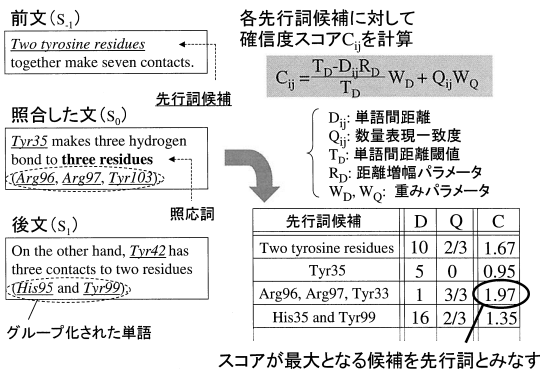 前文(S-1)
Two tyrosine residues
together make seven contacts.
先行詞候補
照合した文(S0)
Tyr35 makes three hydrogen
bond to three residues
(Arg96, Arg97, Tyr103)
照応詞
後文(S1)
On the other hand, Tyr42 has
three contacts to two residues
(His95 and Tyr99)
グループ化された単語
各先行詞候補に対して
確信度スアCijを計算
Cij = (TD-DijRD)/TD WD + QijWQ
Dij: 単語間距離
Qij: 数量表現一致度
TD: 単語間距離閾値
RD: 距離増幅パラメータ
WD, WQ: 重みパラメータ
先行詞候補 D Q C
Two tyrosine residues 10 2/3 1.67
Tyr35 5 0 0.95
Arg96, Arg97, Tyr33 1 3/3 1.97
His35 and Tyr99 16 2/3 1.35
スコアが最大となる候補を先行詞とみなす